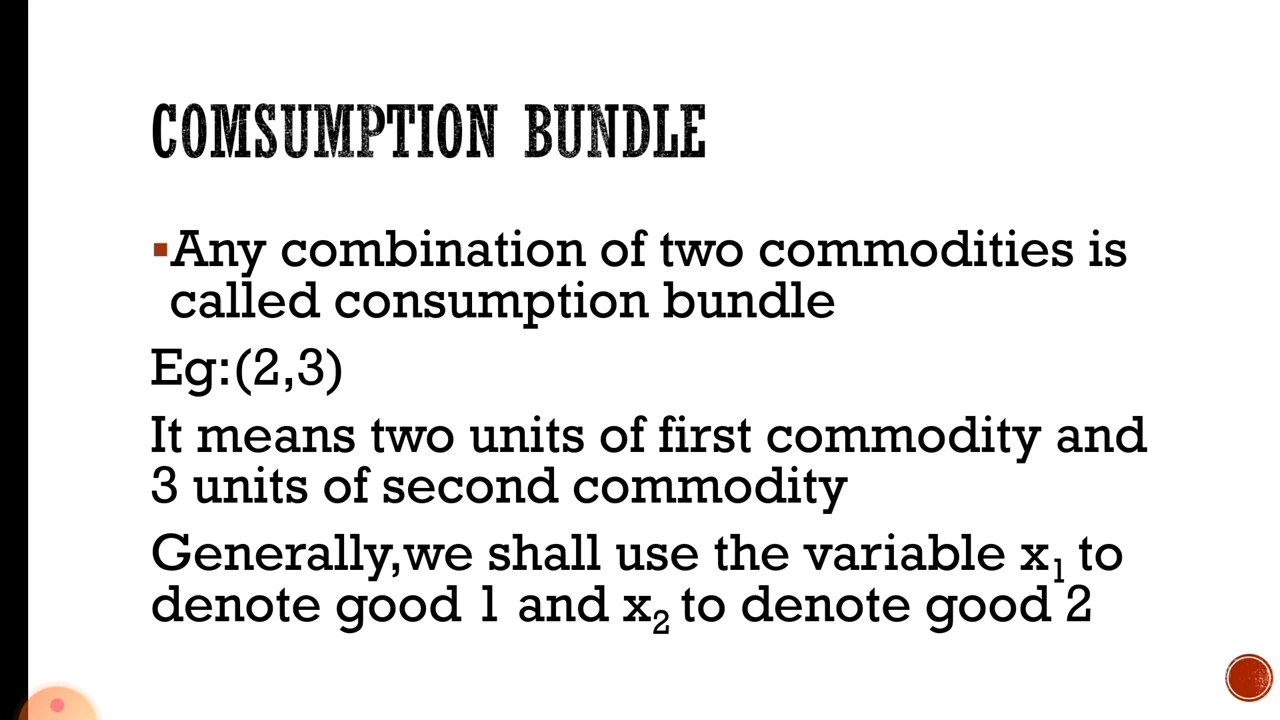 COMSUMPTION BUNDLE
▪Any combination of two commodities is
called consumption bundle
Eg:(2,3)
It means two units of first commodity and
3 units of second commodity
Generally,we shall use the variable x₁ to
denote good 1 and x₂ to denote good 2